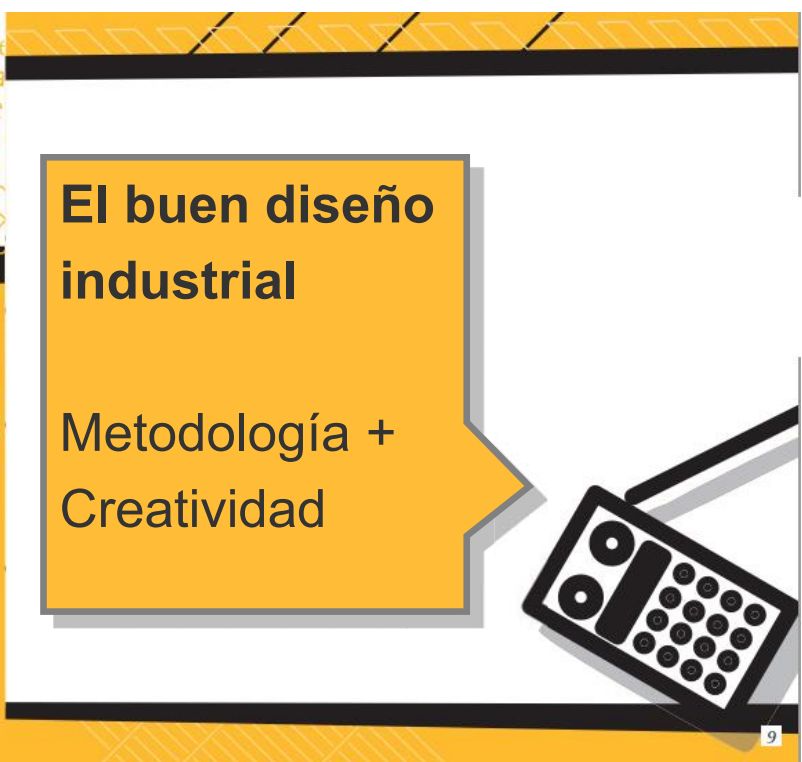 El buen diseño
industrial
Metodología +
Creatividad
9